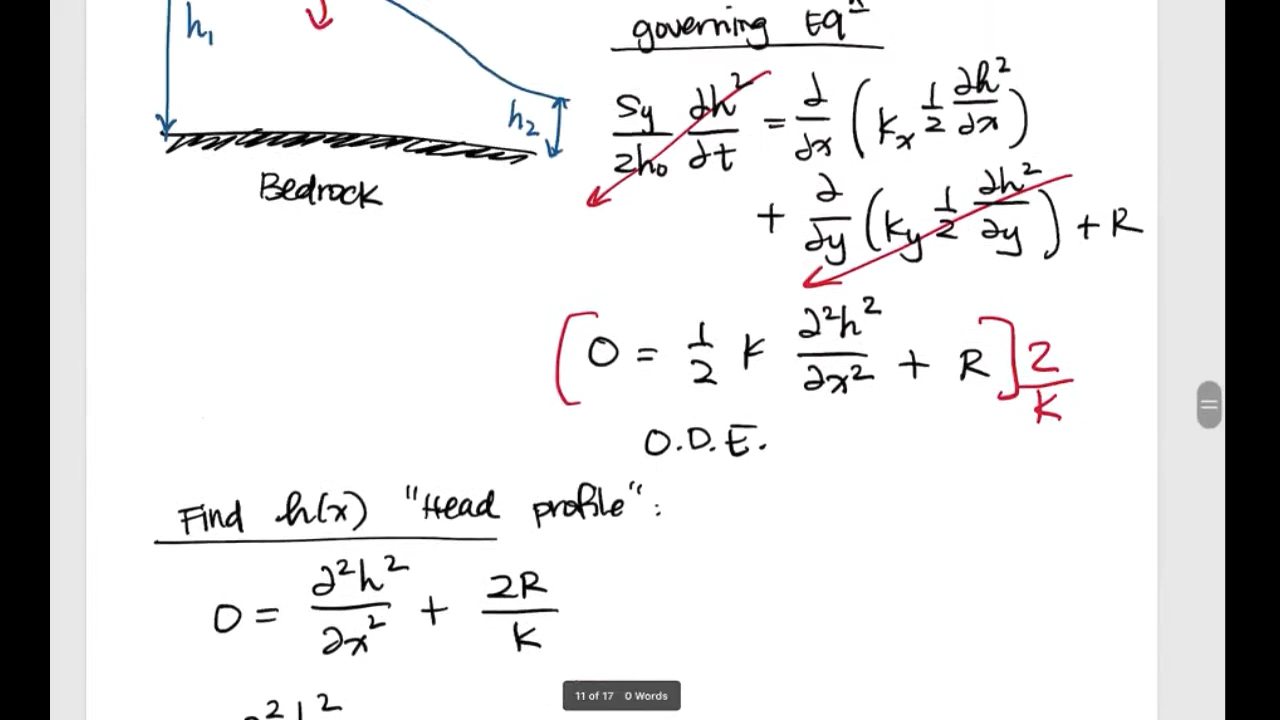 h₁
governing Eqⁿ
Sy/2h₀ ∂h²/∂t = ∂/∂x (Kx 1/2 ∂h²/∂x)
h₂
+ ∂/∂y (Ky 1/2 ∂h²/∂y) + R
Bedrock
[0 = 1/2 K ∂²h²/∂x² + R] 2/K
O.D.E.
Find h(x) "Head profile":
0 = ∂²h²/∂x² + 2R/K
11 of 17 0 Words